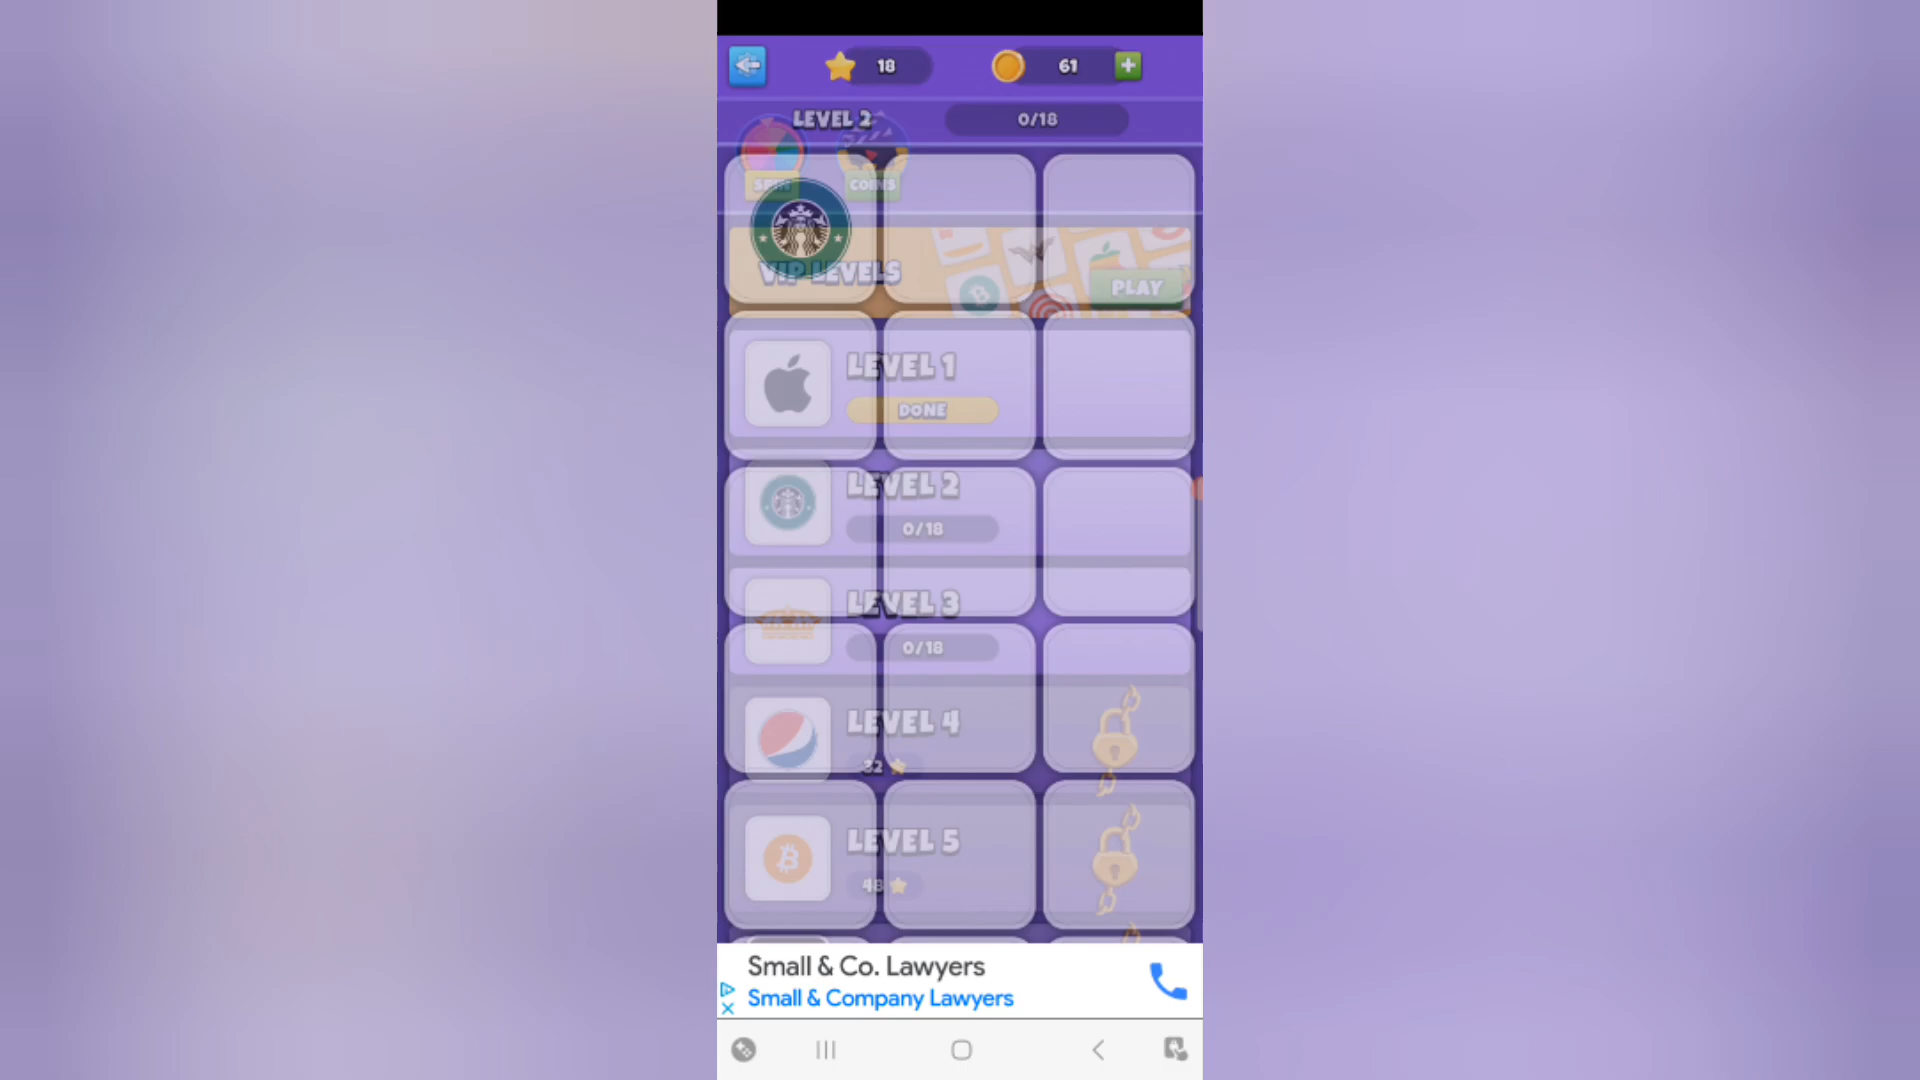 18
61
LEVEL 2
0/18
SPIN
COINS
VIP LEVELS
PLAY
LEVEL 1
DONE
LEVEL 2
0/18
LEVEL 3
0/18
LEVEL 4
32
LEVEL 5
48
Small & Co. Lawyers
Small & Company Lawyers